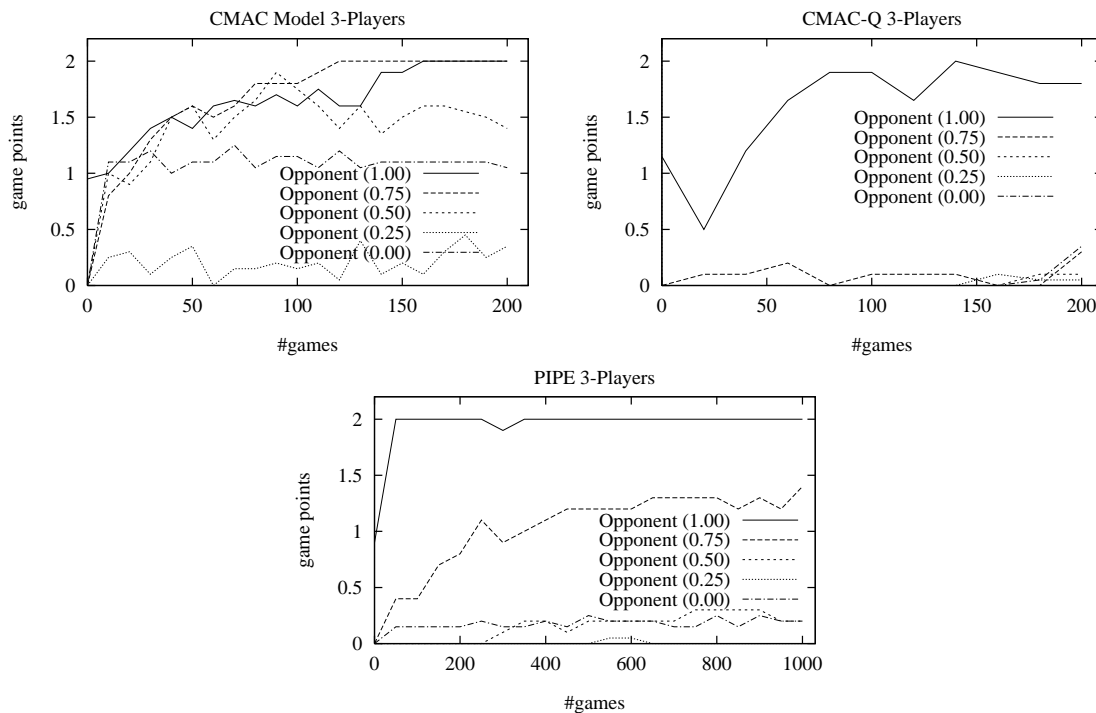 CMAC Model 3-Players
game points
2
1.5
1
0.5
0
Opponent (1.00)
Opponent (0.75)
Opponent (0.50)
Opponent (0.25)
Opponent (0.00)
0 50 100 150 200
#games
CMAC-Q 3-Players
game points
2
1.5
1
0.5
0
Opponent (1.00)
Opponent (0.75)
Opponent (0.50)
Opponent (0.25)
Opponent (0.00)
0 50 100 150 200
#games
PIPE 3-Players
game points
2
1.5
1
0.5
0
Opponent (1.00)
Opponent (0.75)
Opponent (0.50)
Opponent (0.25)
Opponent (0.00)
0 200 400 600 800 1000
#games